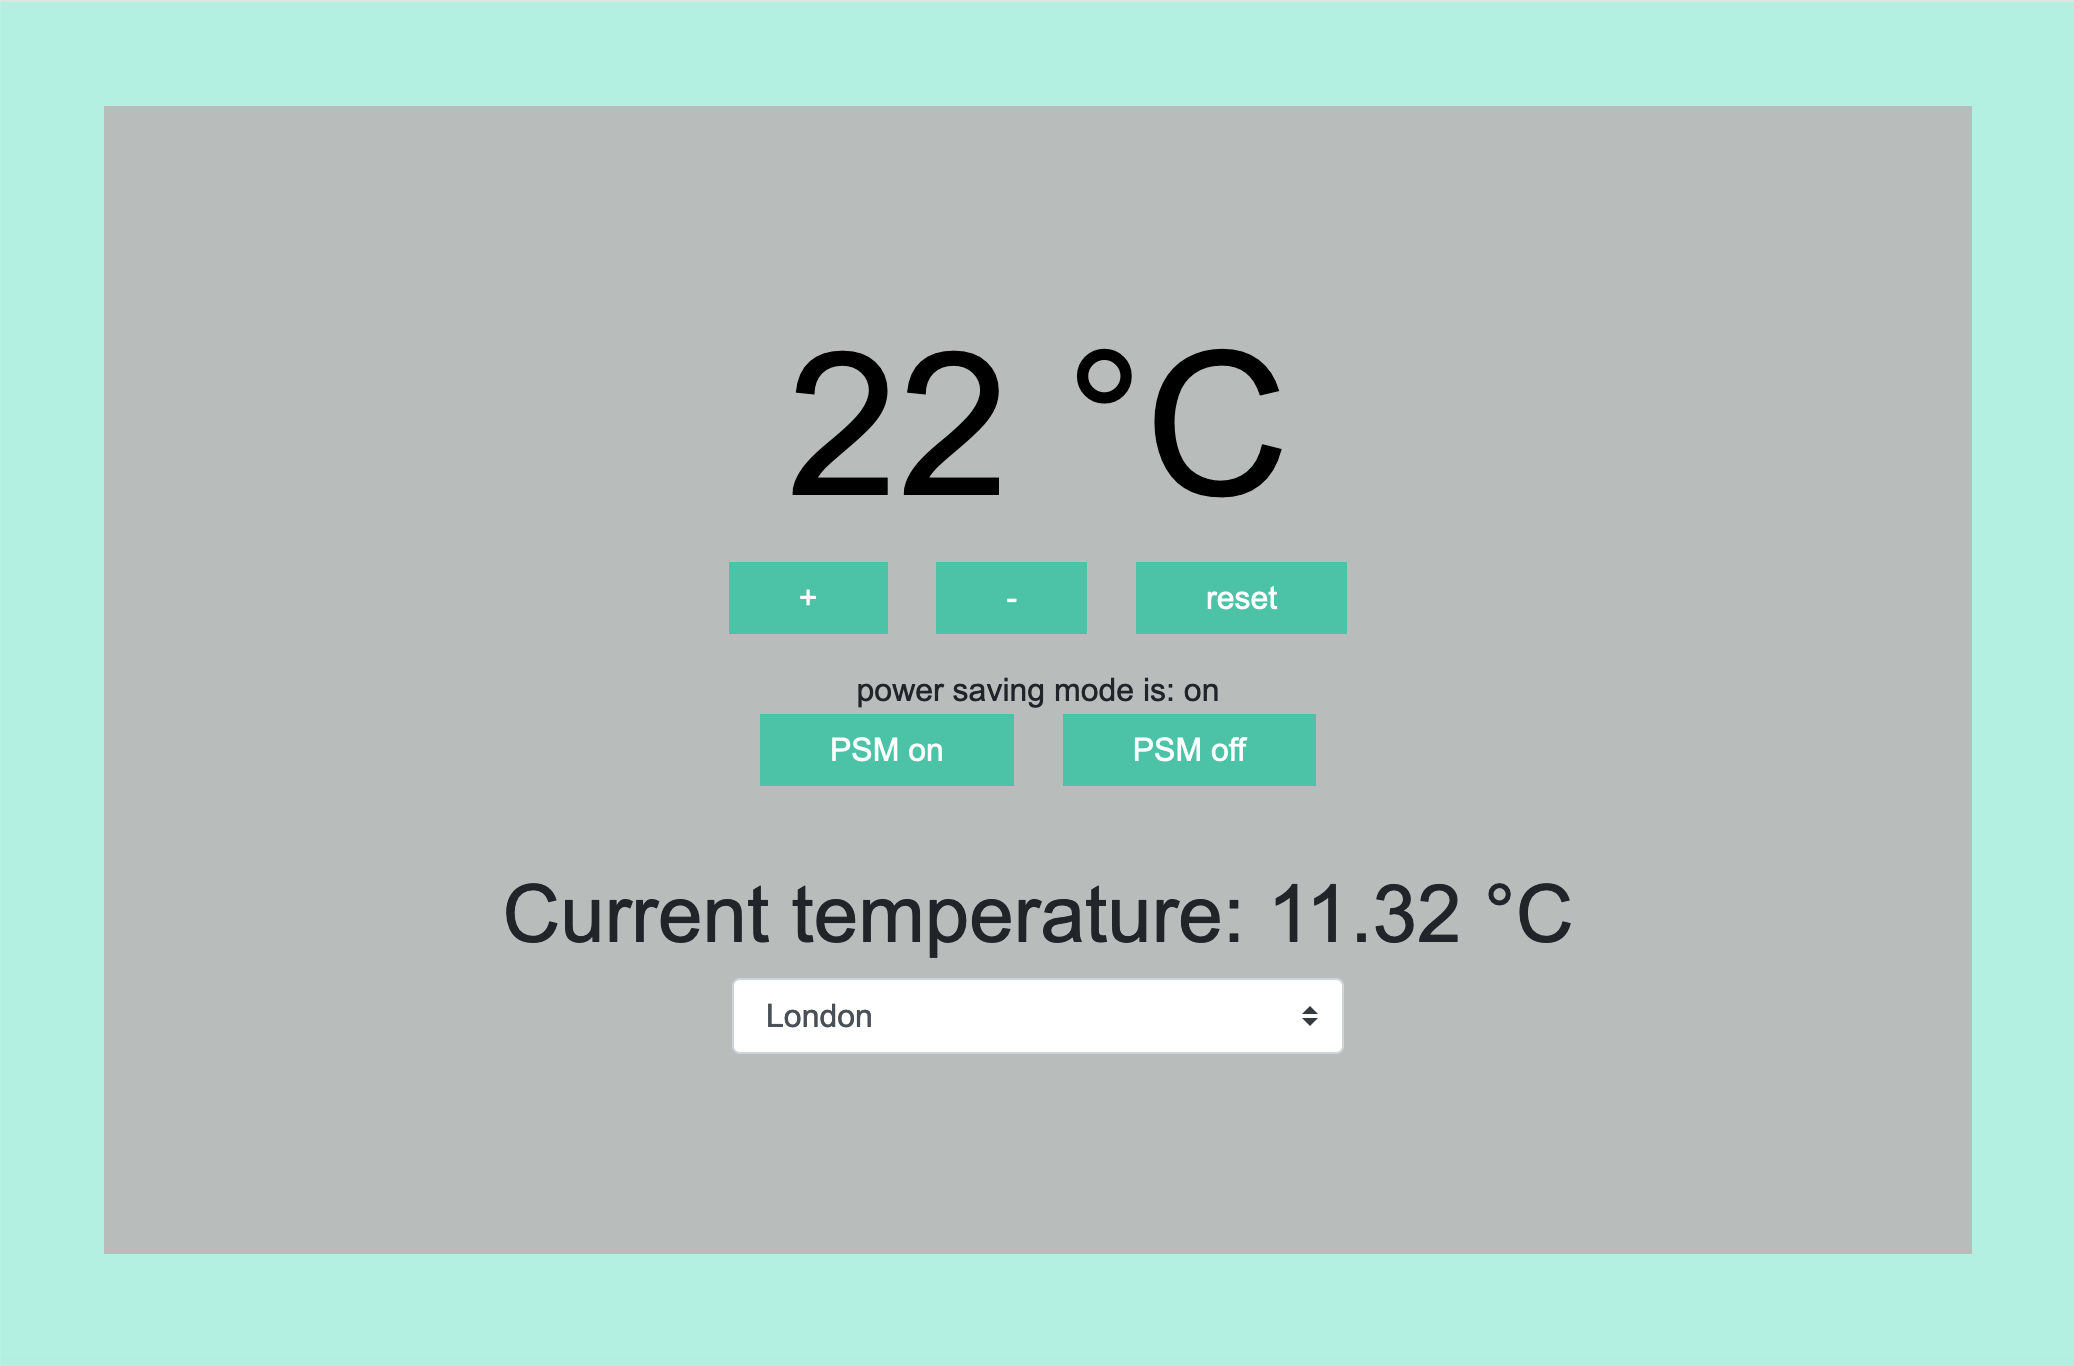 22 °C
+ - reset
power saving mode is: on
PSM on PSM off
Current temperature: 11.32 °C
London